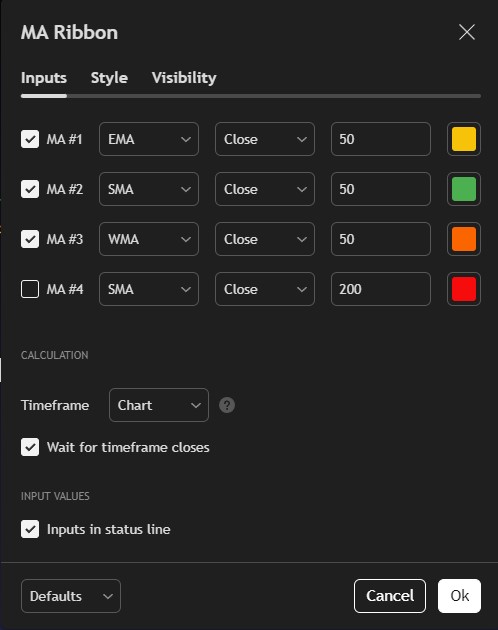 MA Ribbon
Inputs Style Visibility
MA #1 EMA Close 50
MA #2 SMA Close 50
MA #3 WMA Close 50
MA #4 SMA Close 200
CALCULATION
Timeframe Chart ?
Wait for timeframe closes
INPUT VALUES
Inputs in status line
Defaults Cancel Ok